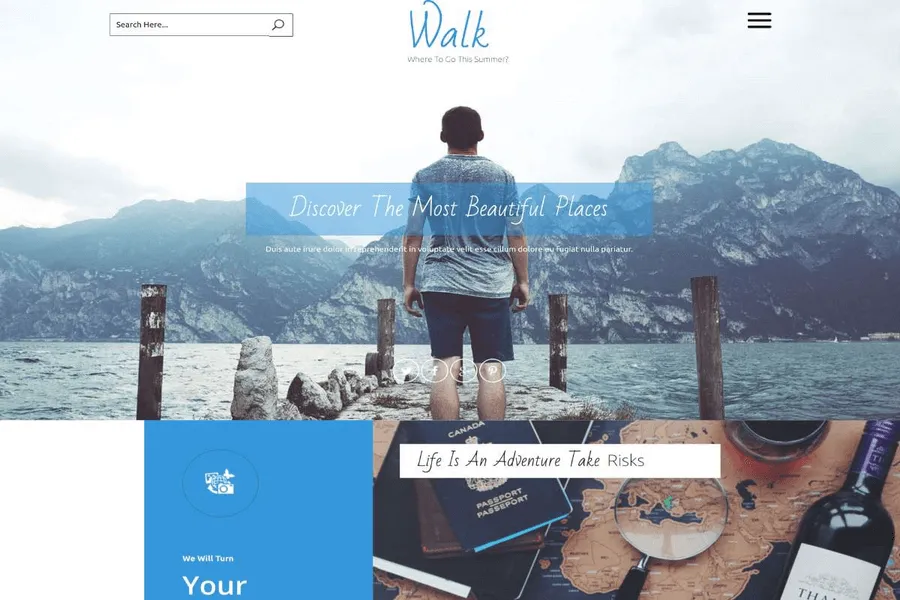 Search Here...
Walk
Where To Go This Summer?
Discover The Most Beautiful Places
Duis aute irure dolor in reprehenderit in voluptate velit esse cillum dolore eu fugiat nulla pariatur.
Life Is An Adventure Take Risks
CANADA
PASSPORT
PASSEPORT
We Will Turn
Your